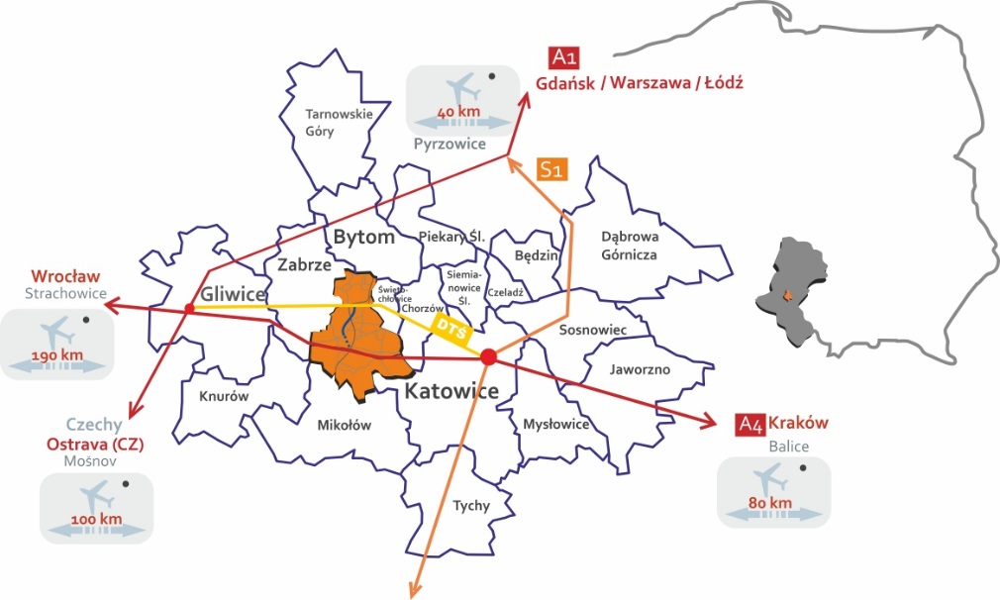 A1
Gdańsk / Warszawa / Łódź
40 km
Pyrzowice
S1
Tarnowskie
Góry
Bytom
Piekary Śl.
Będzin
Dąbrowa
Górnicza
Zabrze
Siemia-
nowice
Śl.
Czeladź
Święto-
chłowice
Chorzów
Wrocław
Strachowice
190 km
Gliwice
DTŚ
Sosnowiec
Jaworzno
Katowice
Knurów
Mikołów
Mysłowice
A4 Kraków
Balice
80 km
Czechy
Ostrava (CZ)
Mošnov
100 km
Tychy